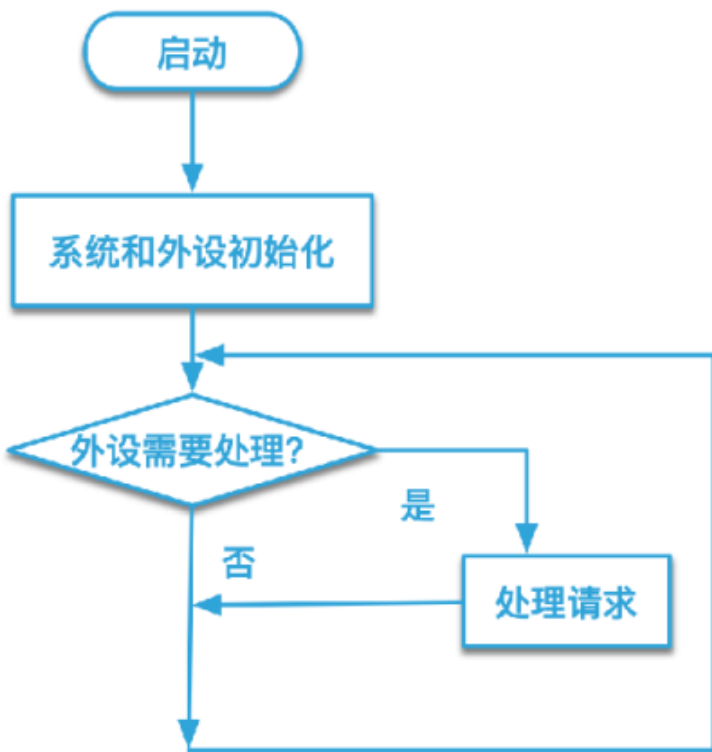 启动
系统和外设初始化
外设需要处理?
是
否
处理请求